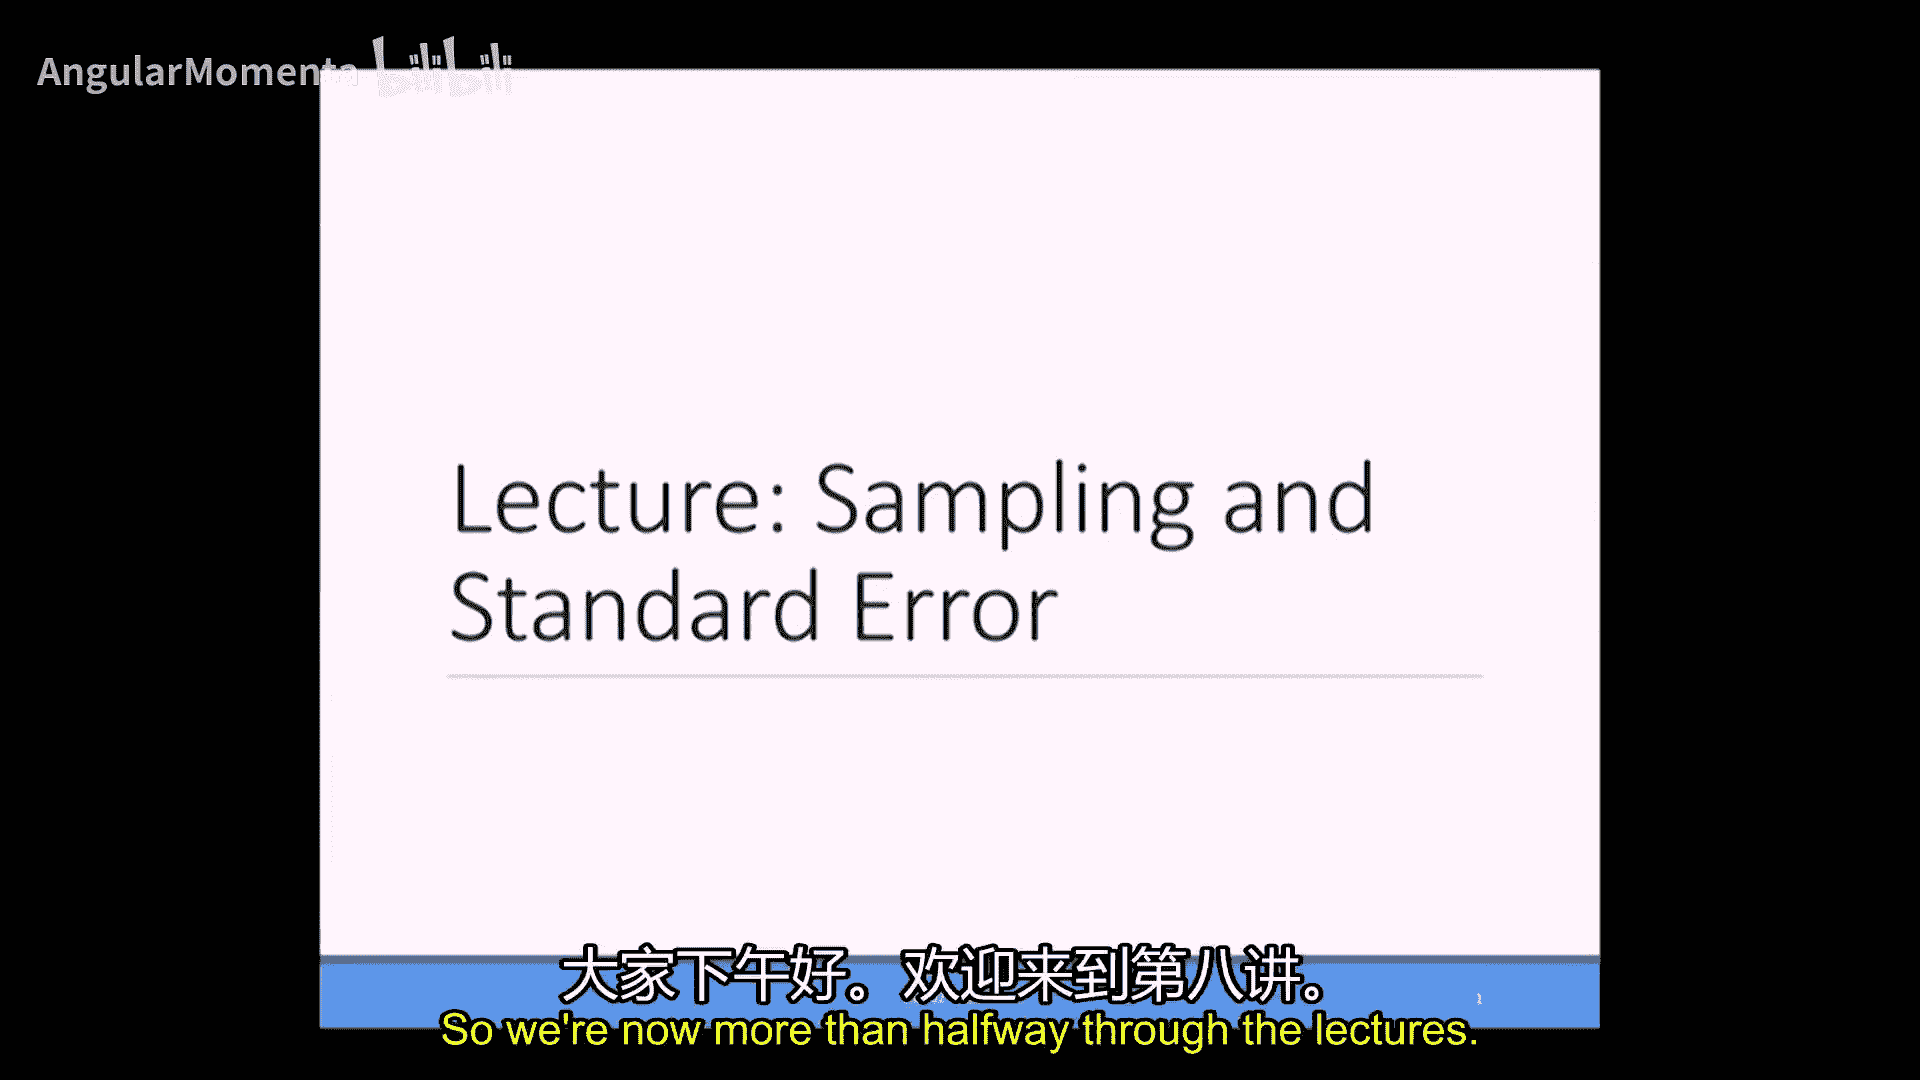 AngularMomenta bilibili
Lecture: Sampling and
Standard Error
大家下午好。欢迎来到第八讲。
So we're now more than halfway through the lectures.